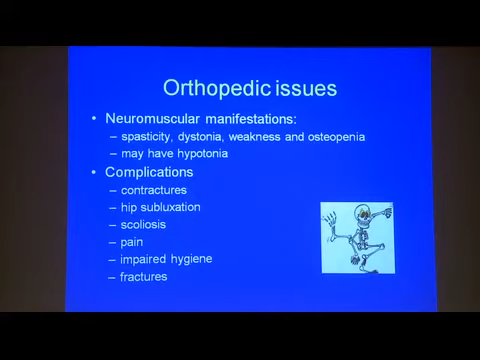 Orthopedic issues
• Neuromuscular manifestations:
– spasticity, dystonia, weakness and osteopenia
– may have hypotonia
• Complications
– contractures
– hip subluxation
– scoliosis
– pain
– impaired hygiene
– fractures